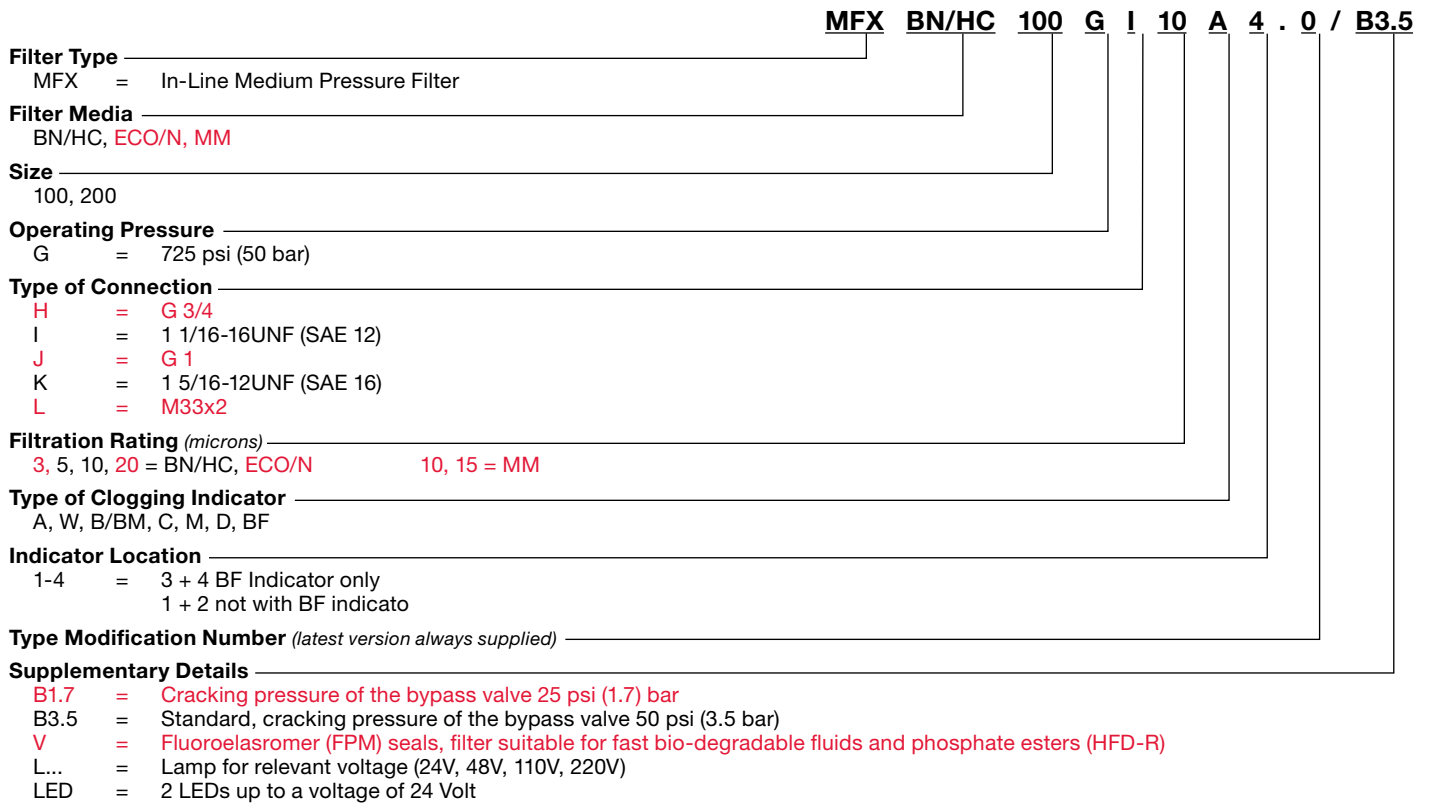 MFX BN/HC 100 G I 10 A 4 . 0 / B3.5
Filter Type
MFX = In-Line Medium Pressure Filter
Filter Media
BN/HC, ECO/N, MM
Size
100, 200
Operating Pressure
G = 725 psi (50 bar)
Type of Connection
H = G 3/4
I = 1 1/16-16UNF (SAE 12)
J = G 1
K = 1 5/16-12UNF (SAE 16)
L = M33x2
Filtration Rating (microns)
3, 5, 10, 20 = BN/HC, ECO/N 10, 15 = MM
Type of Clogging Indicator
A, W, B/BM, C, M, D, BF
Indicator Location
1-4 = 3 + 4 BF Indicator only
1 + 2 not with BF indicato
Type Modification Number (latest version always supplied)
Supplementary Details
B1.7 = Cracking pressure of the bypass valve 25 psi (1.7) bar
B3.5 = Standard, cracking pressure of the bypass valve 50 psi (3.5 bar)
V = Fluoroelasromer (FPM) seals, filter suitable for fast bio-degradable fluids and phosphate esters (HFD-R)
L... = Lamp for relevant voltage (24V, 48V, 110V, 220V)
LED = 2 LEDs up to a voltage of 24 Volt